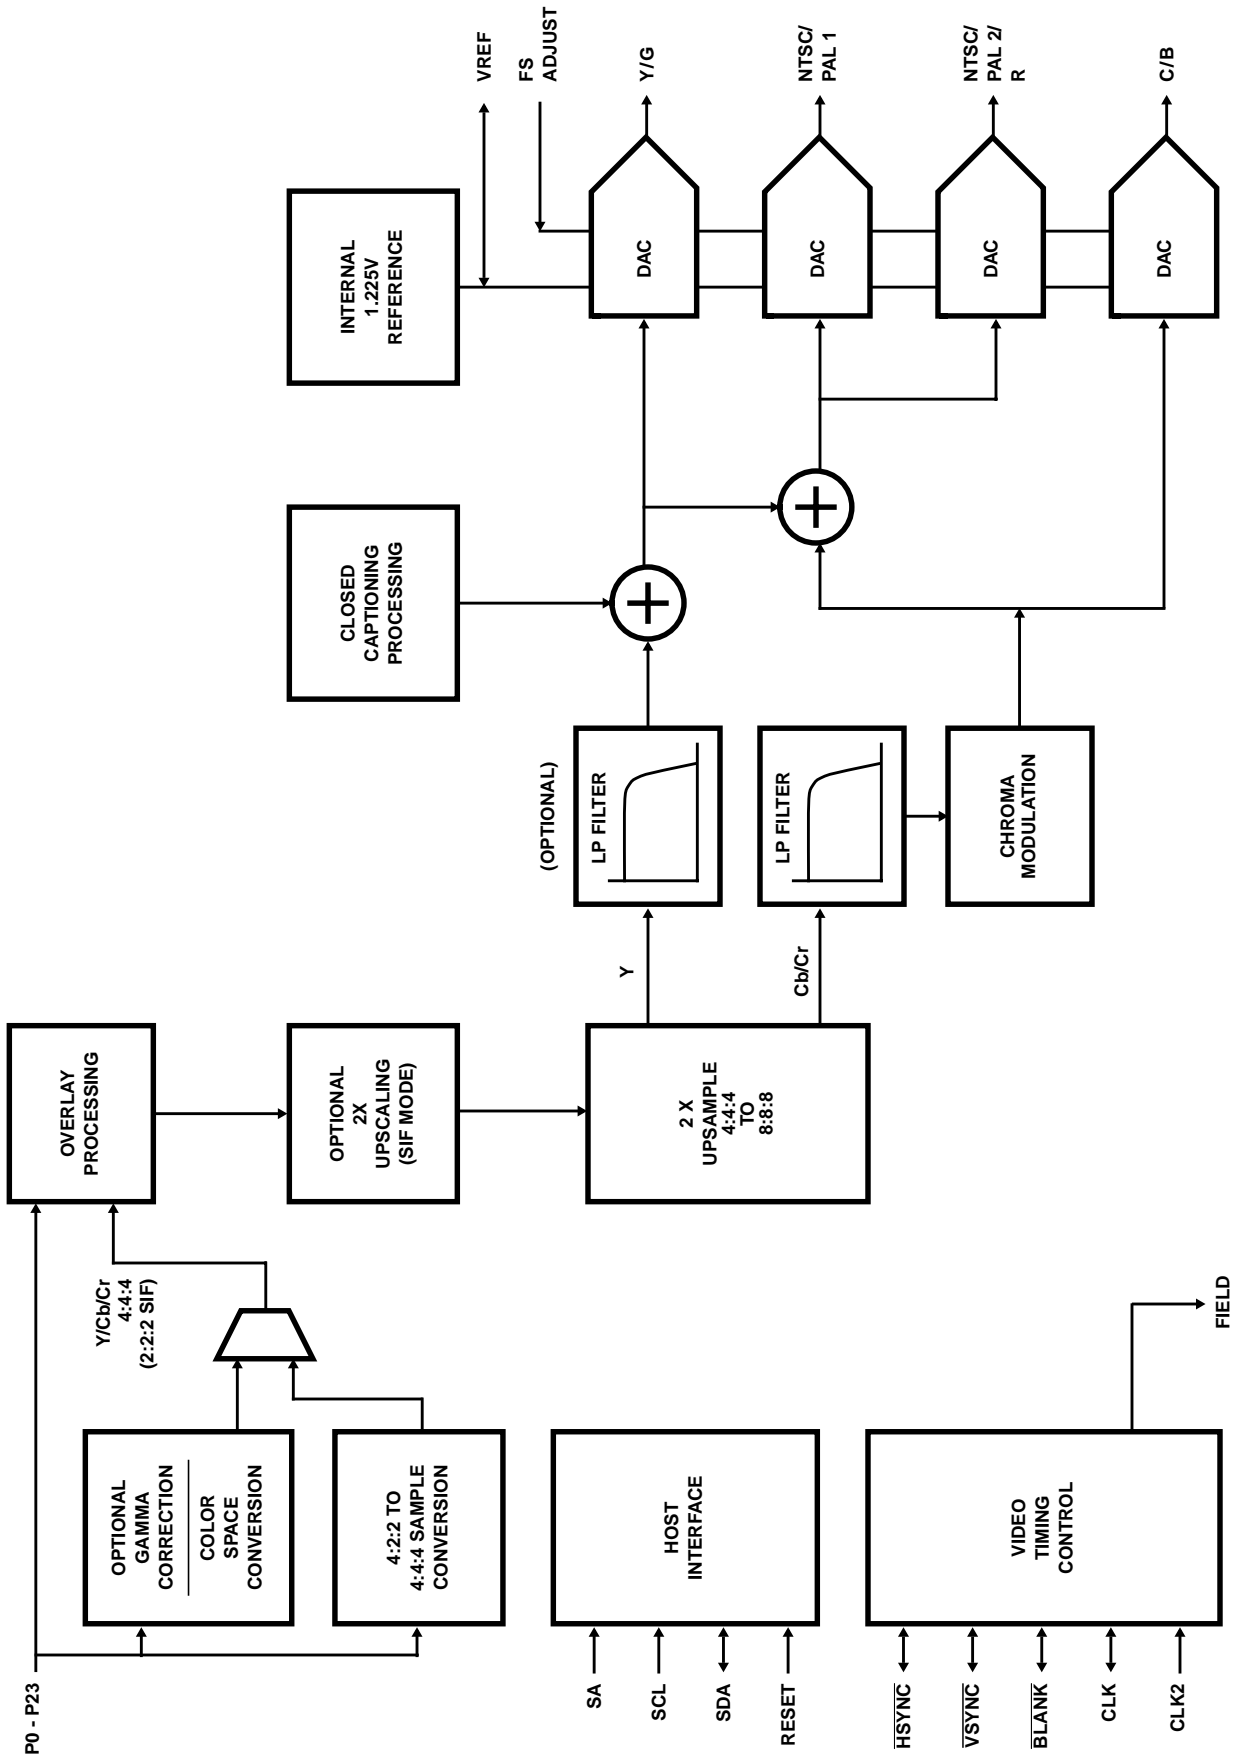 P0 - P23
OPTIONAL
GAMMA
CORRECTION
COLOR
SPACE
CONVERSION
4:2:2 TO
4:4:4 SAMPLE
CONVERSION
Y/Cb/Cr
4:4:4
(2:2:2 SIF)
OVERLAY
PROCESSING
OPTIONAL
2X
UPSCALING
(SIF MODE)
2 X
UPSAMPLE
4:4:4
TO
8:8:8
Y
Cb/Cr
(OPTIONAL)
LP FILTER
LP FILTER
CHROMA
MODULATION
CLOSED
CAPTIONING
PROCESSING
INTERNAL
1.225V
REFERENCE
VREF
FS
ADJUST
DAC
Y/G
DAC
NTSC/
PAL 1
DAC
NTSC/
PAL 2/
R
DAC
C/B
SA
SCL
SDA
RESET
HOST
INTERFACE
HSYNC
VSYNC
BLANK
CLK
CLK2
VIDEO
TIMING
CONTROL
FIELD